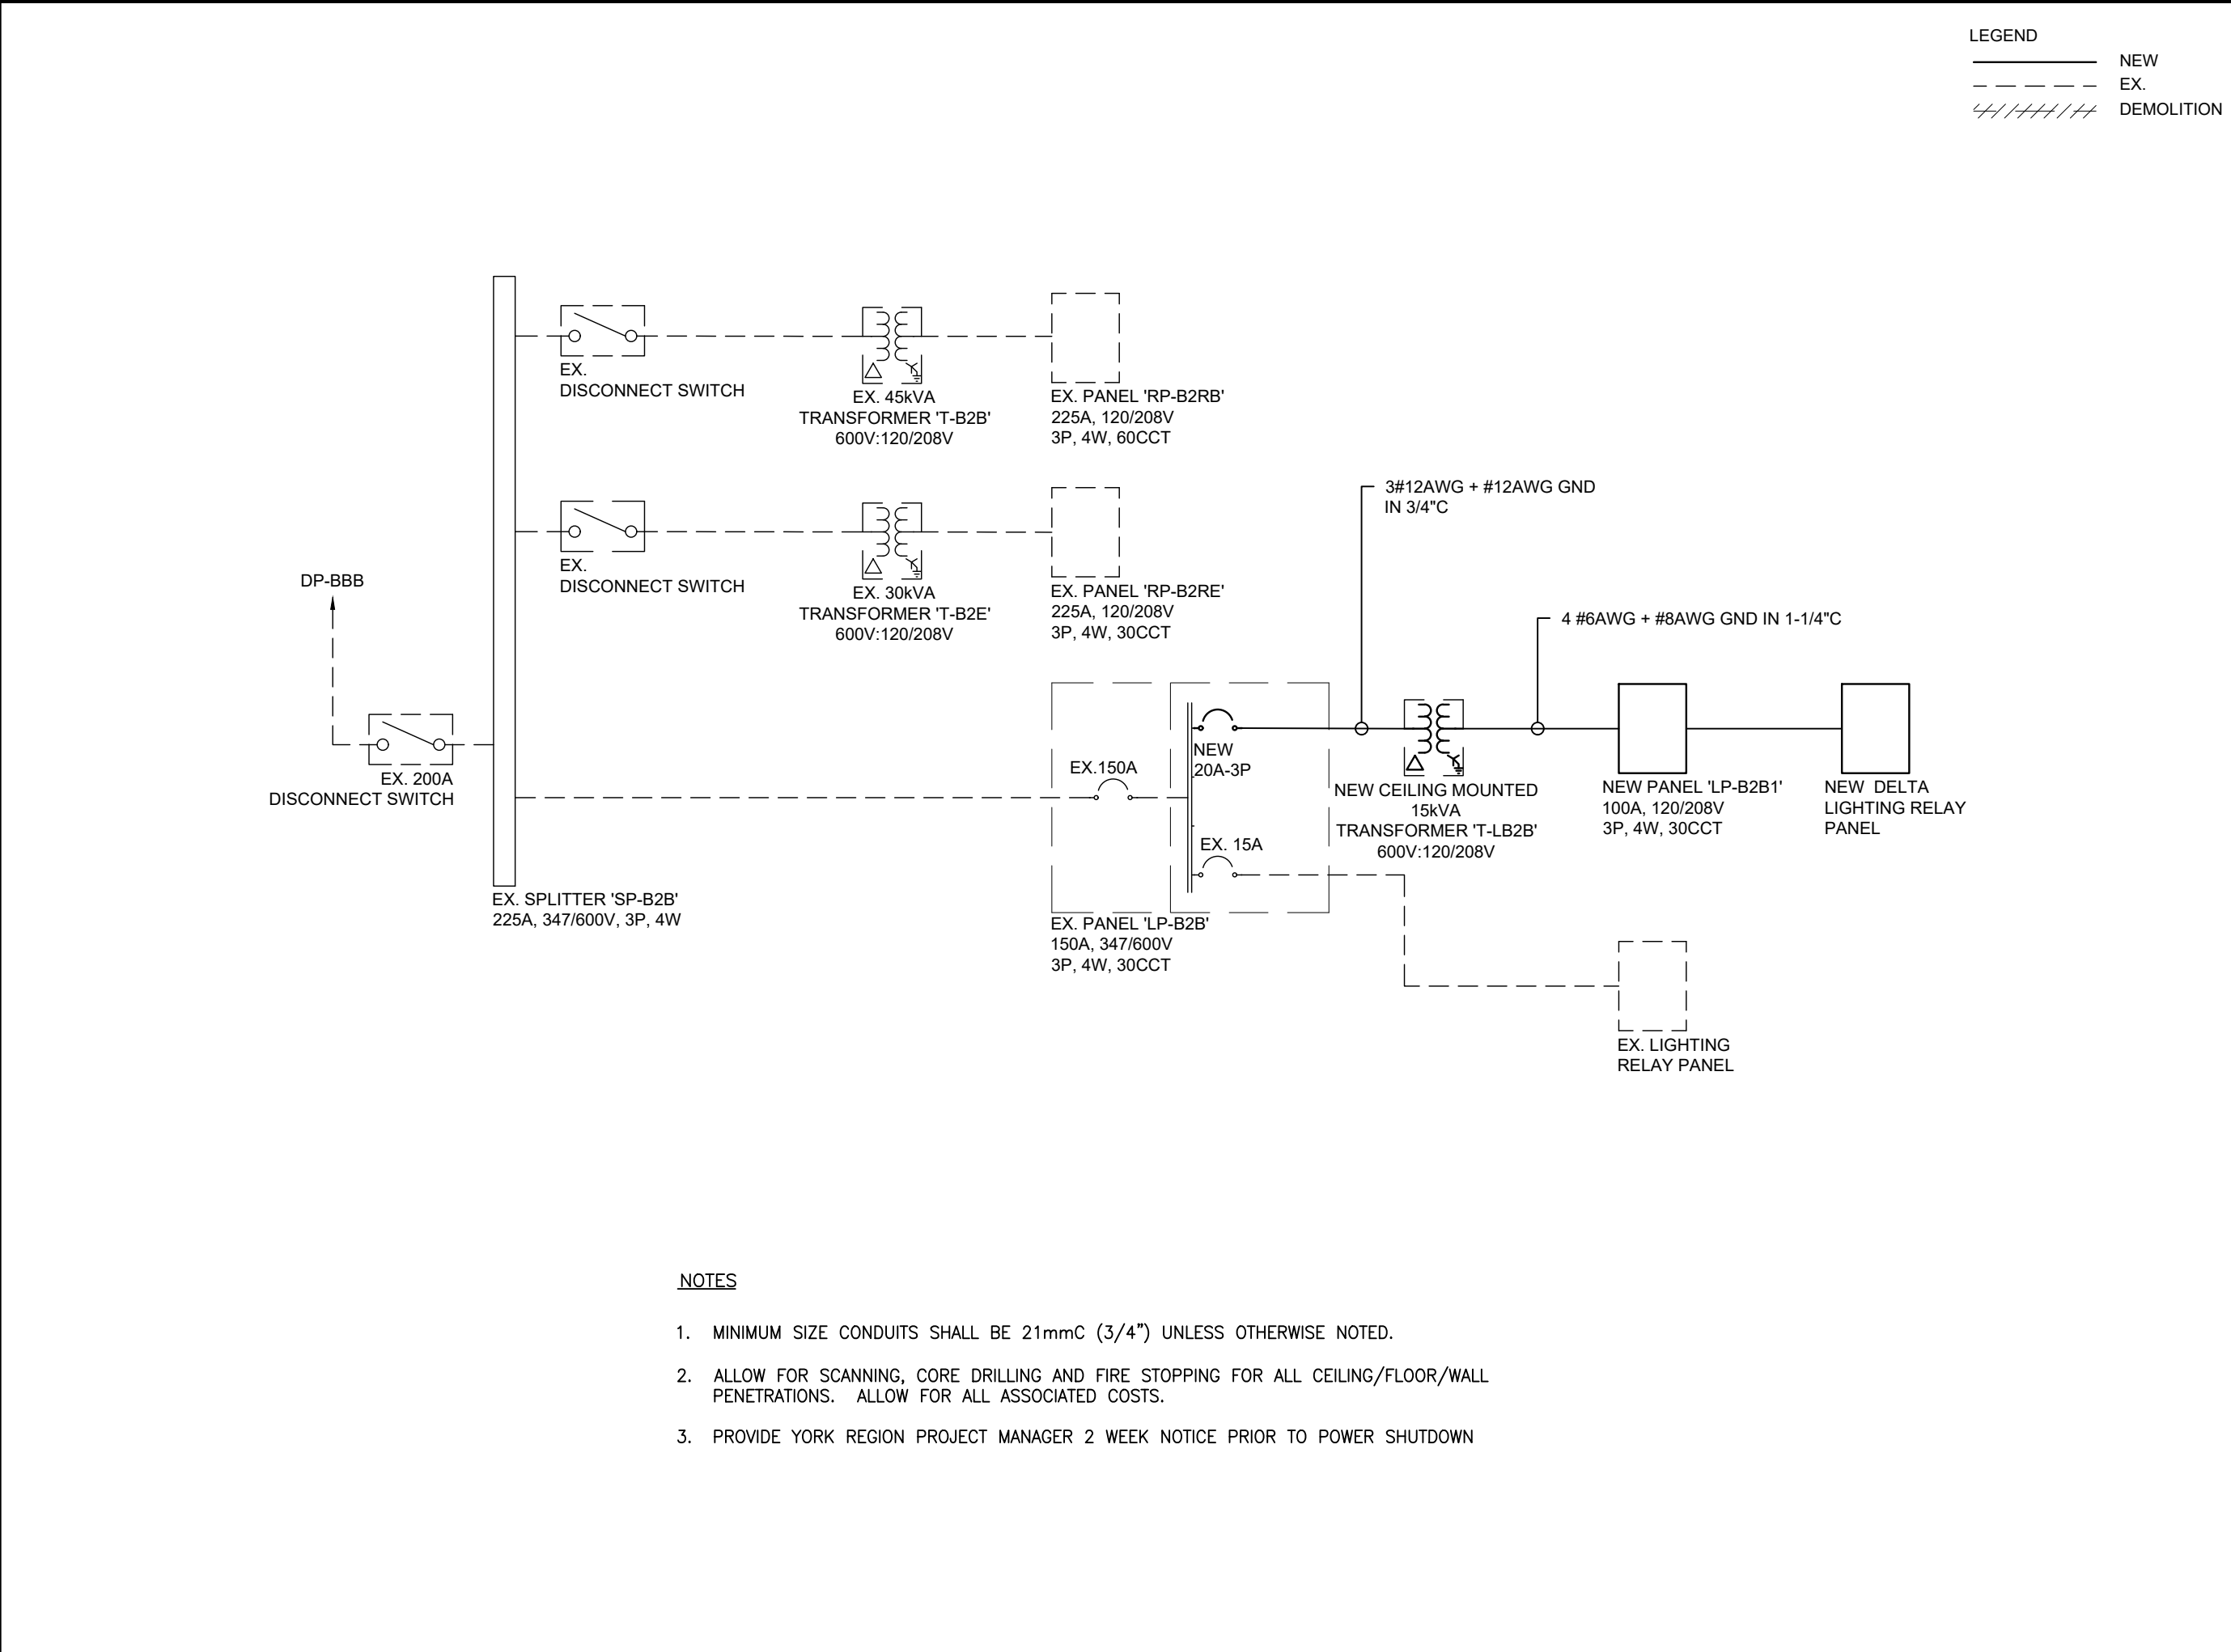 LEGEND
NEW
EX.
DEMOLITION
EX.
DISCONNECT SWITCH
EX. 45kVA
TRANSFORMER 'T-B2B'
600V:120/208V
EX. PANEL 'RP-B2RB'
225A, 120/208V
3P, 4W, 60CCT
EX.
DISCONNECT SWITCH
EX. 30kVA
TRANSFORMER 'T-B2E'
600V:120/208V
EX. PANEL 'RP-B2RE'
225A, 120/208V
3P, 4W, 30CCT
3#12AWG + #12AWG GND
IN 3/4"C
4 #6AWG + #8AWG GND IN 1-1/4"C
DP-BBB
EX. 200A
DISCONNECT SWITCH
EX. SPLITTER 'SP-B2B'
225A, 347/600V, 3P, 4W
EX.150A
NEW
20A-3P
EX. 15A
EX. PANEL 'LP-B2B'
150A, 347/600V
3P, 4W, 30CCT
NEW CEILING MOUNTED
15kVA
TRANSFORMER 'T-LB2B'
600V:120/208V
NEW PANEL 'LP-B2B1'
100A, 120/208V
3P, 4W, 30CCT
NEW  DELTA
LIGHTING RELAY
PANEL
EX. LIGHTING
RELAY PANEL
NOTES
1. MINIMUM SIZE CONDUITS SHALL BE 21mmC (3/4") UNLESS OTHERWISE NOTED.
2. ALLOW FOR SCANNING, CORE DRILLING AND FIRE STOPPING FOR ALL CEILING/FLOOR/WALL
PENETRATIONS.  ALLOW FOR ALL ASSOCIATED COSTS.
3. PROVIDE YORK REGION PROJECT MANAGER 2 WEEK NOTICE PRIOR TO POWER SHUTDOWN